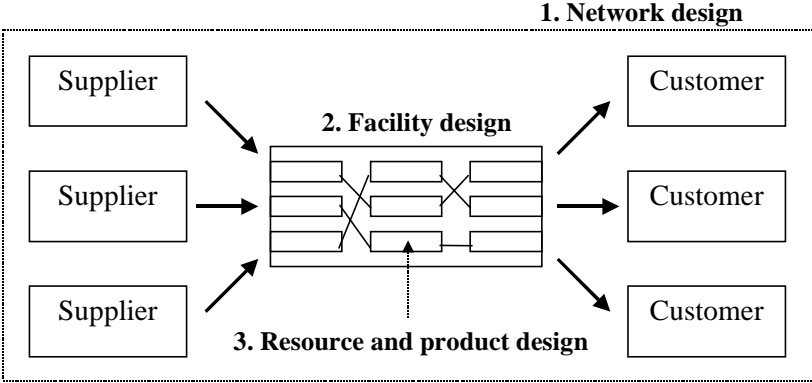 1. Network design
Supplier
Customer
2. Facility design
Supplier
Customer
Supplier
Customer
3. Resource and product design